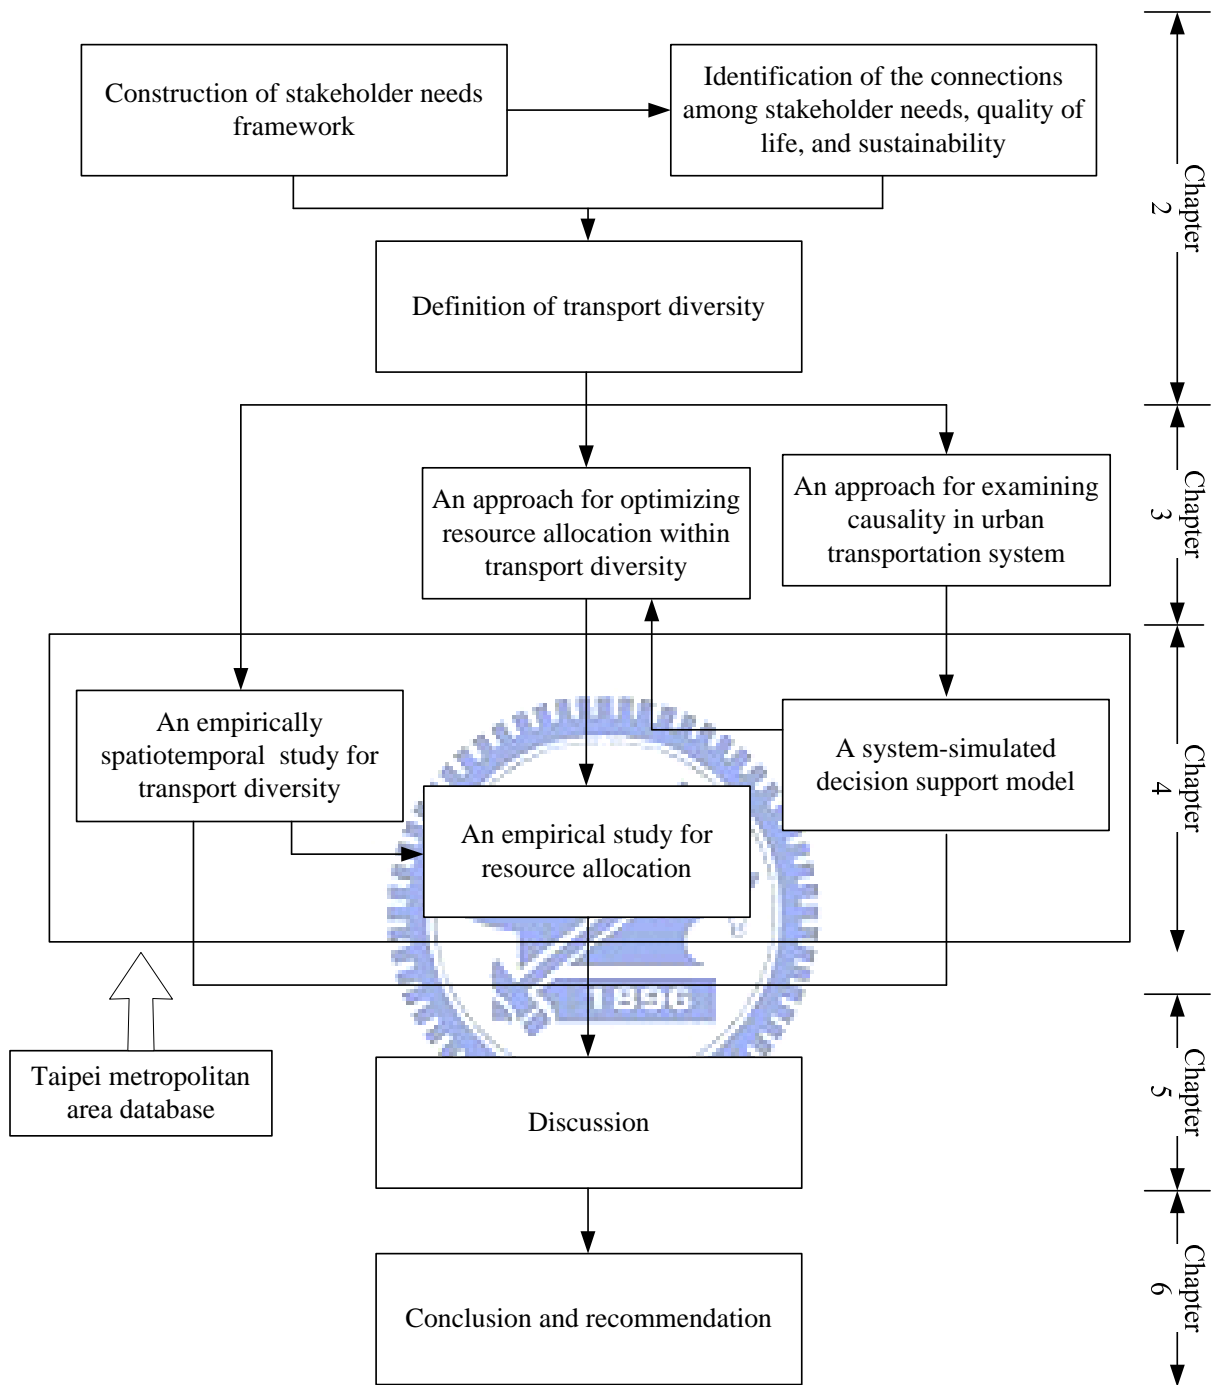 Construction of stakeholder needs
framework
Identification of the connections
among stakeholder needs, quality of
life, and sustainability
Definition of transport diversity
Chapter
2
An approach for optimizing
resource allocation within
transport diversity
An approach for examining
causality in urban
transportation system
Chapter
3
An empirically
spatiotemporal study for
transport diversity
A system-simulated
decision support model
An empirical study for
resource allocation
Chapter
4
1896
Taipei metropolitan
area database
Discussion
Chapter
5
Conclusion and recommendation
Chapter
6